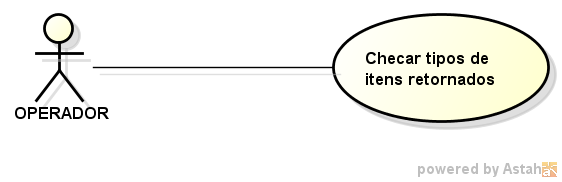 Checar tipos de
itens retornados
OPERADOR
powered by Astah